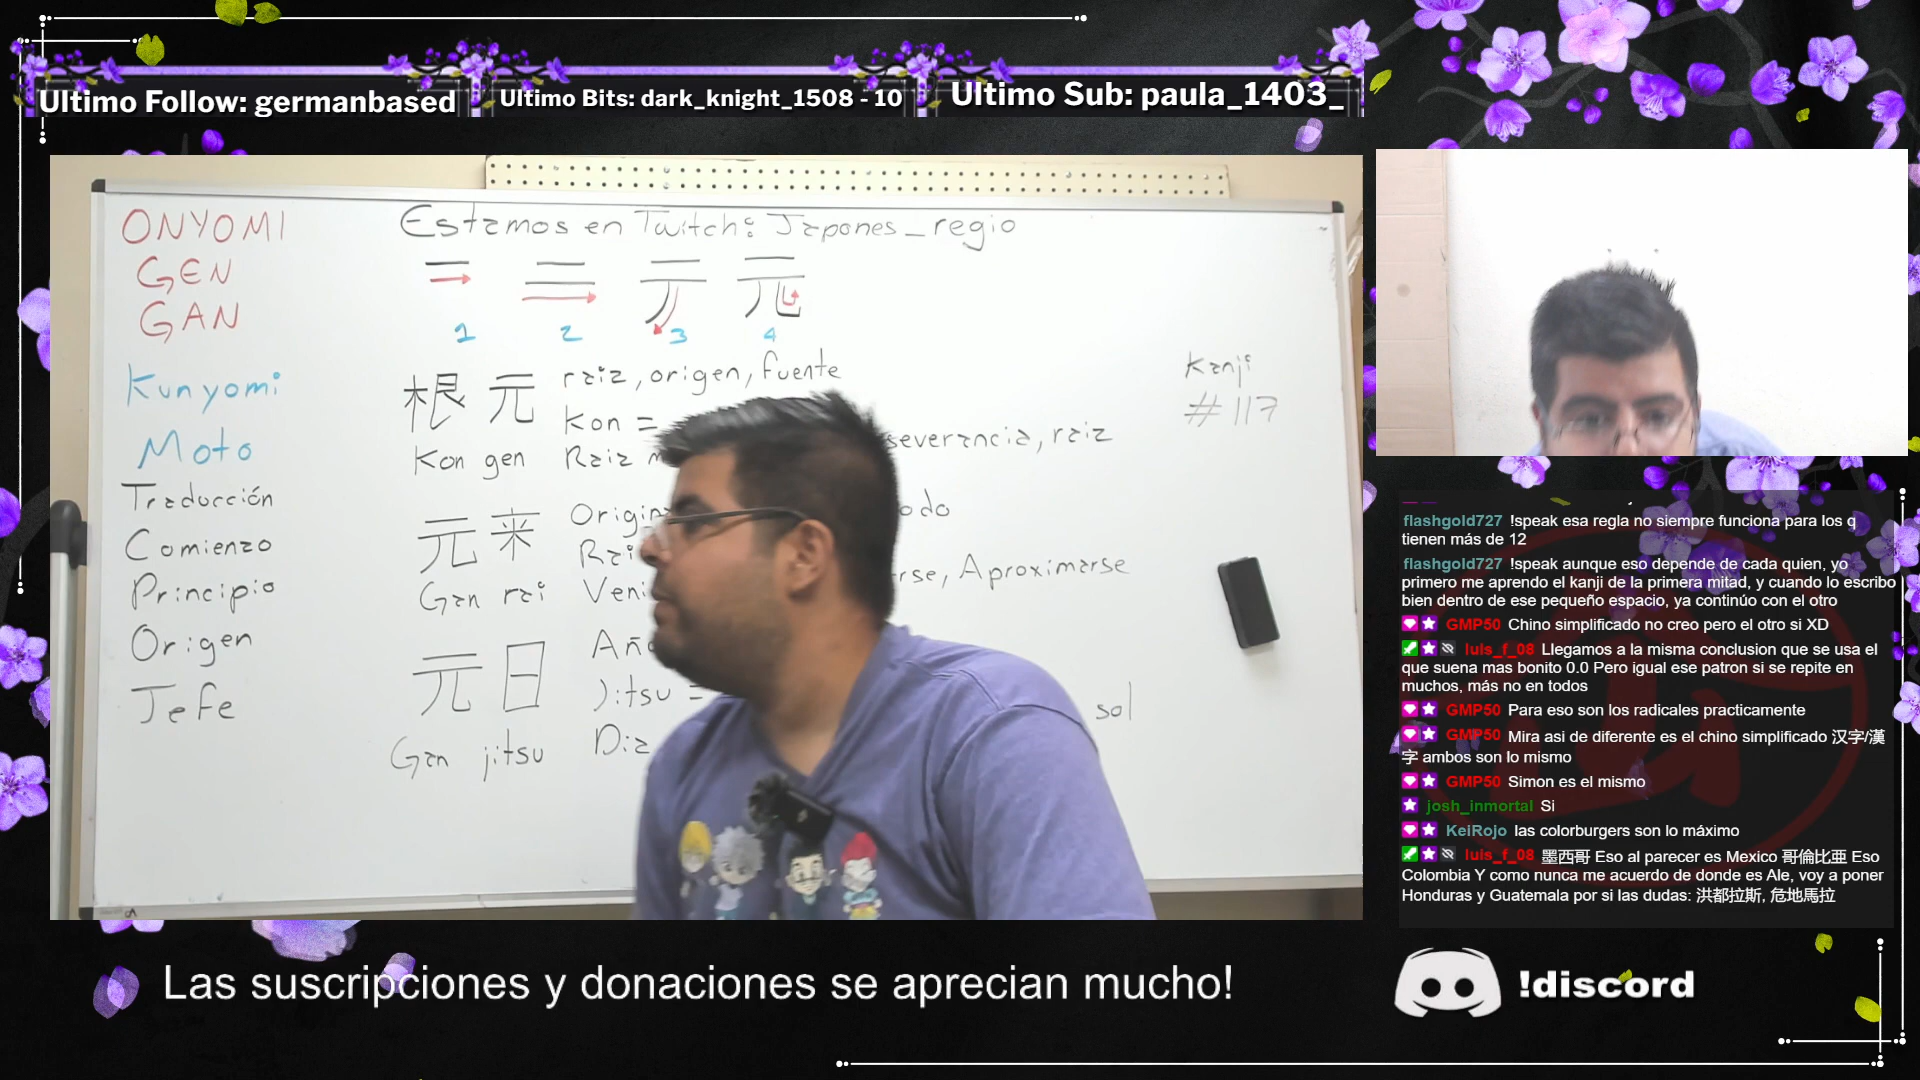 Ultimo Follow: germanbased
Ultimo Bits: dark_knight_1508 - 10
Ultimo Sub: paula_1403_
ONYOMI
GEN
GAN
Kunyomi
Moto
Traducción
Comienzo
Principio
Origen
Jefe
Estamos en Twitch: Japones_regio
1 2 3 4
元
根元 raiz, origen, fuente
Kon =
severancia, raiz
Kon gen Raiz
元来
odo
Gan rai
rse, Aproximarse
元日
Jitsu =
sol
Gan jitsu Dia
Kanji
#117
flashgold727 !speak esa regla no siempre funciona para los q
tienen más de 12
flashgold727 !speak aunque eso depende de cada quien, yo
primero me aprendo el kanji de la primera mitad, y cuando lo escribo
bien dentro de ese pequeño espacio, ya continúo con el otro
GMP50 Chino simplificado no creo pero el otro si XD
luis_f_08 Llegamos a la misma conclusion que se usa el
que suena mas bonito 0.0 Pero igual ese patron si se repite en
muchos, más no en todos
GMP50 Para eso son los radicales practicamente
GMP50 Mira asi de diferente es el chino simplificado 汉字/漢
字 ambos son lo mismo
GMP50 Simon es el mismo
josh_inmortal Si
KeiRojo las colorburgers son lo máximo
luis_f_08 墨西哥 Eso al parecer es Mexico 哥倫比亜 Eso
Colombia Y como nunca me acuerdo de donde es Ale, voy a poner
Honduras y Guatemala por si las dudas: 洪都拉斯, 危地馬拉
Las suscripciones y donaciones se aprecian mucho!
!discord